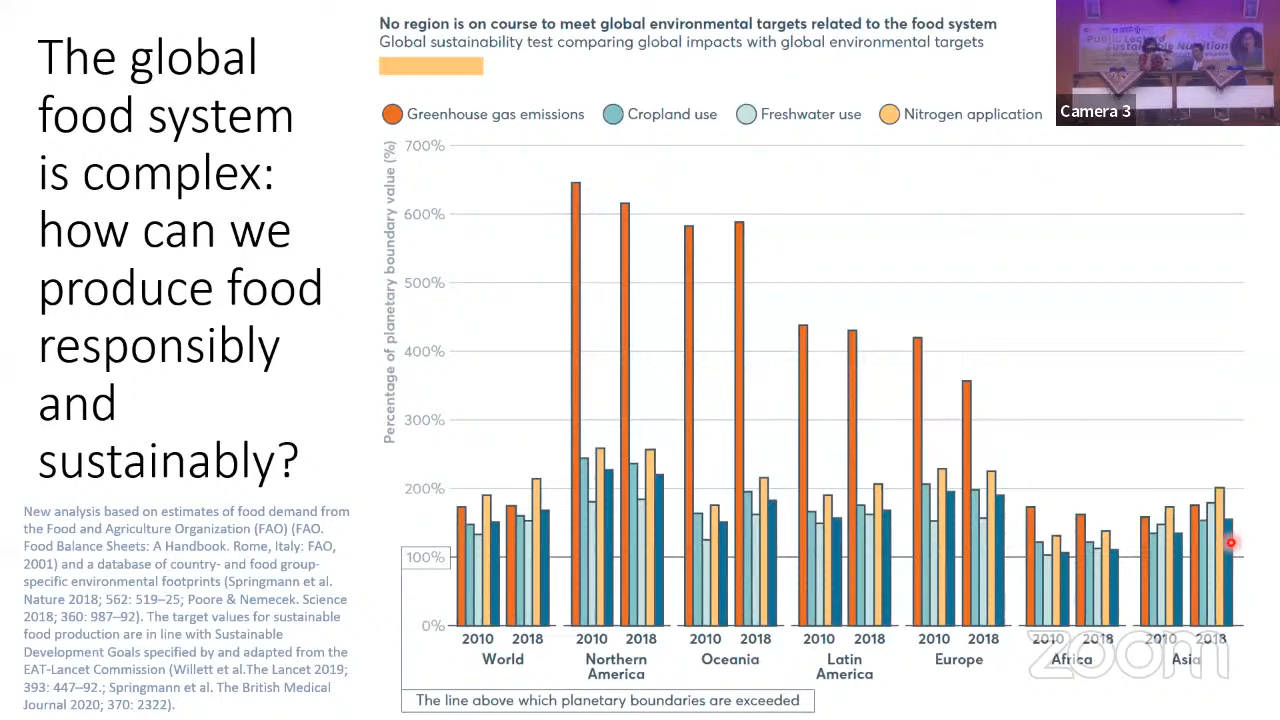 The global
food system
is complex:
how can we
produce food
responsibly
and
sustainably?
New analysis based on estimates of food demand from
the Food and Agriculture Organization (FAO) (FAO.
Food Balance Sheets: A Handbook. Rome, Italy: FAO,
2001) and a database of country- and food group-
specific environmental footprints (Springmann et al.
Nature 2018; 562: 519–25; Poore & Nemecek. Science
2018; 360: 987–92). The target values for sustainable
food production are in line with Sustainable
Development Goals specified by and adapted from the
EAT-Lancet Commission (Willett et al.The Lancet 2019;
393: 447–92.; Springmann et al. The British Medical
Journal 2020; 370: 2322).
No region is on course to meet global environmental targets related to the food system
Global sustainability test comparing global impacts with global environmental targets
Greenhouse gas emissions Cropland use Freshwater use Nitrogen application
Percentage of planetary boundary value (%)
700%
600%
500%
400%
300%
200%
100%
0%
2010 2018 2010 2018 2010 2018 2010 2018 2010 2018 2010 2018 2010 2018
World Northern America Oceania Latin America Europe Africa Asia
The line above which planetary boundaries are exceeded
Public Lecture
Sustainable Nutrition
Camera 3
zoom